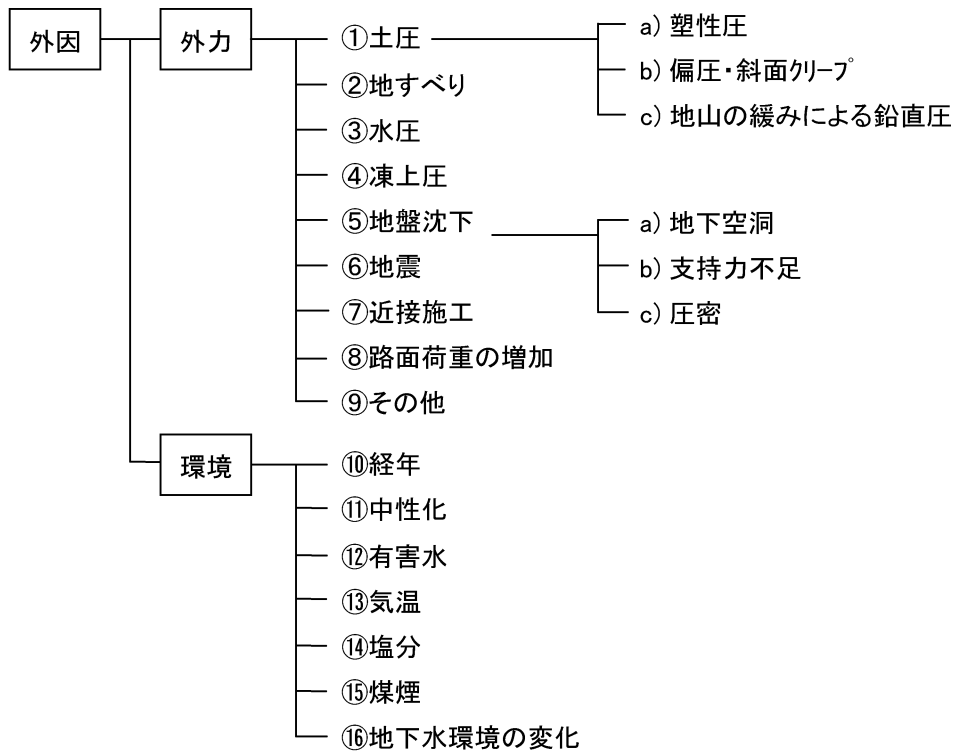 外因
外力
①土圧
a) 塑性圧
b) 偏圧・斜面ｸﾘｰﾌﾟ
c) 地山の緩みによる鉛直圧
②地すべり
③水圧
④凍上圧
⑤地盤沈下
a) 地下空洞
b) 支持力不足
c) 圧密
⑥地震
⑦近接施工
⑧路面荷重の増加
⑨その他
環境
⑩経年
⑪中性化
⑫有害水
⑬気温
⑭塩分
⑮煤煙
⑯地下水環境の変化